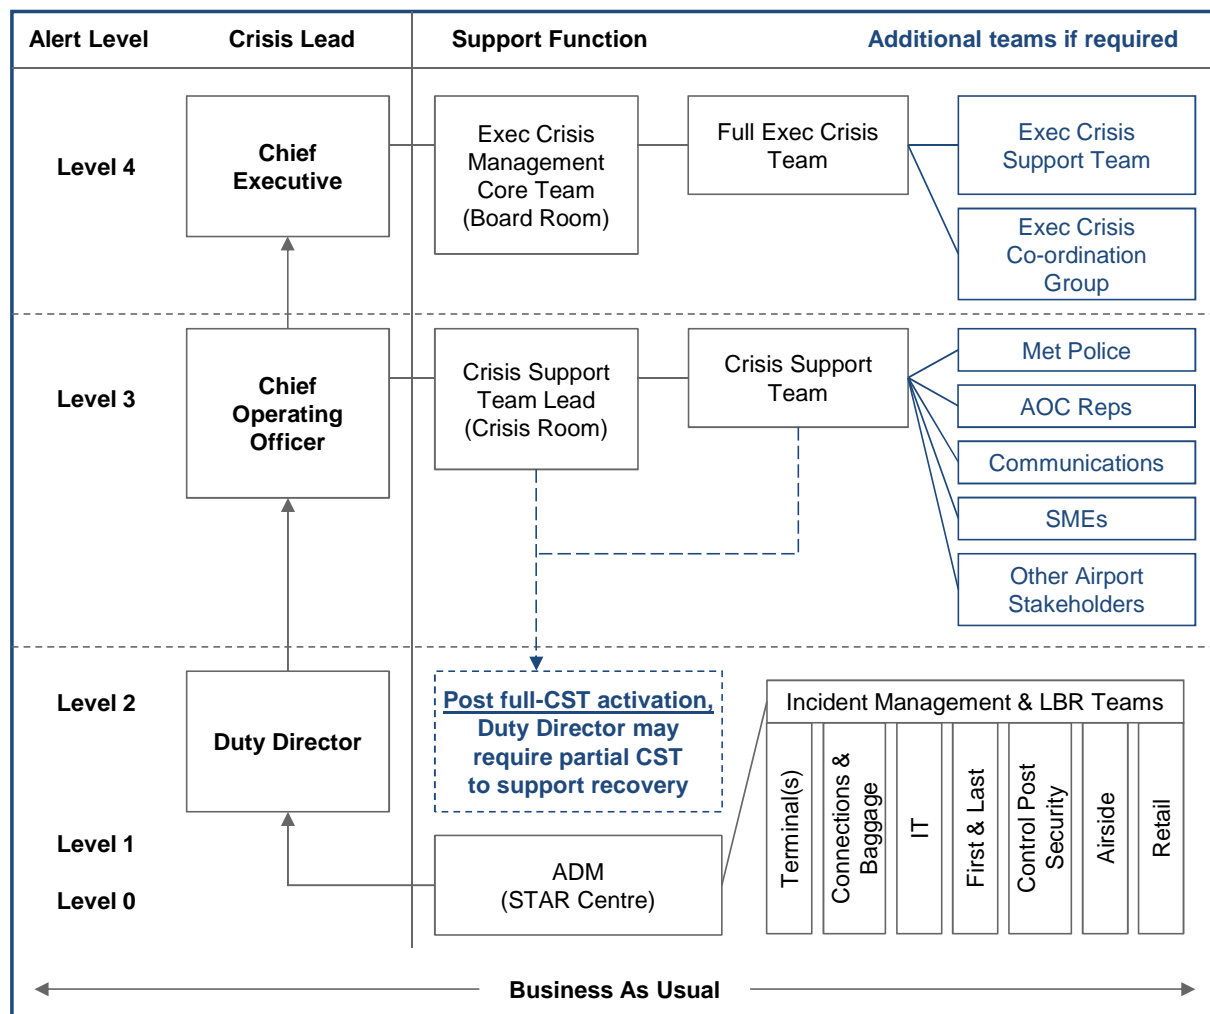 Alert Level
Crisis Lead
Support Function
Additional teams if required
Level 4
Chief
Executive
Exec Crisis
Management
Core Team
(Board Room)
Full Exec Crisis
Team
Exec Crisis
Support Team
Exec Crisis
Co-ordination
Group
Level 3
Chief
Operating
Officer
Crisis Support
Team Lead
(Crisis Room)
Crisis Support
Team
Met Police
AOC Reps
Communications
SMEs
Other Airport
Stakeholders
Level 2
Duty Director
Post full-CST activation,
Duty Director may
require partial CST
to support recovery
Incident Management & LBR Teams
Terminal(s)
Connections &
Baggage
IT
First & Last
Control Post
Security
Airside
Retail
Level 1
Level 0
ADM
(STAR Centre)
Business As Usual